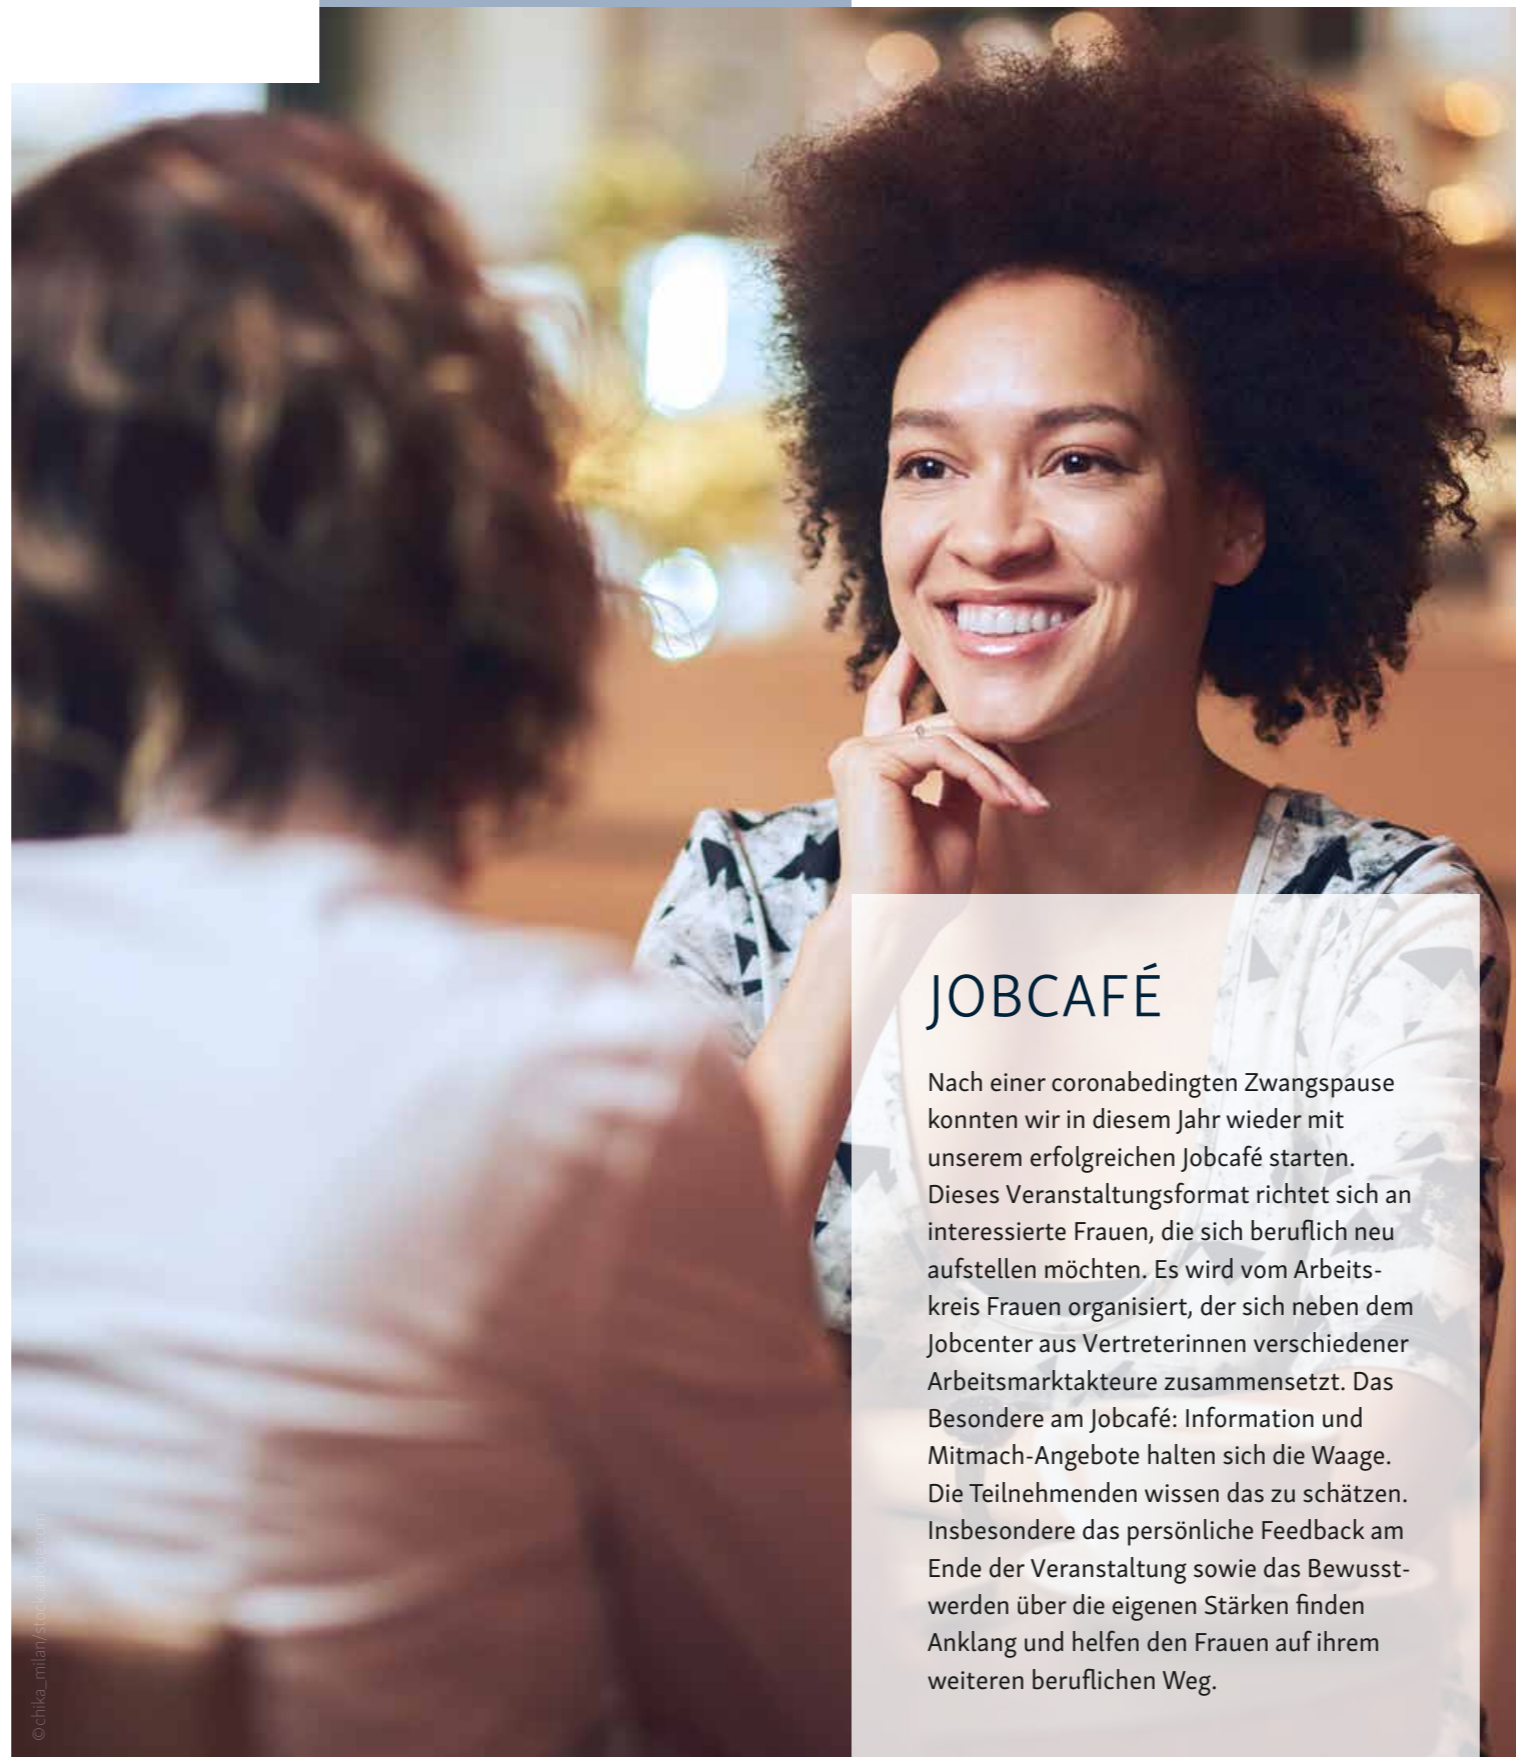 JOBCAFÉ
Nach einer coronabedingten Zwangspause
konnten wir in diesem Jahr wieder mit
unserem erfolgreichen Jobcafé starten.
Dieses Veranstaltungsformat richtet sich an
interessierte Frauen, die sich beruflich neu
aufstellen möchten. Es wird vom Arbeits-
kreis Frauen organisiert, der sich neben dem
Jobcenter aus Vertreterinnen verschiedener
Arbeitsmarktakteure zusammensetzt. Das
Besondere am Jobcafé: Information und
Mitmach-Angebote halten sich die Waage.
Die Teilnehmenden wissen das zu schätzen.
Insbesondere das persönliche Feedback am
Ende der Veranstaltung sowie das Bewusst-
werden über die eigenen Stärken finden
Anklang und helfen den Frauen auf ihrem
weiteren beruflichen Weg.
©chika_milan/stock.adobe.com